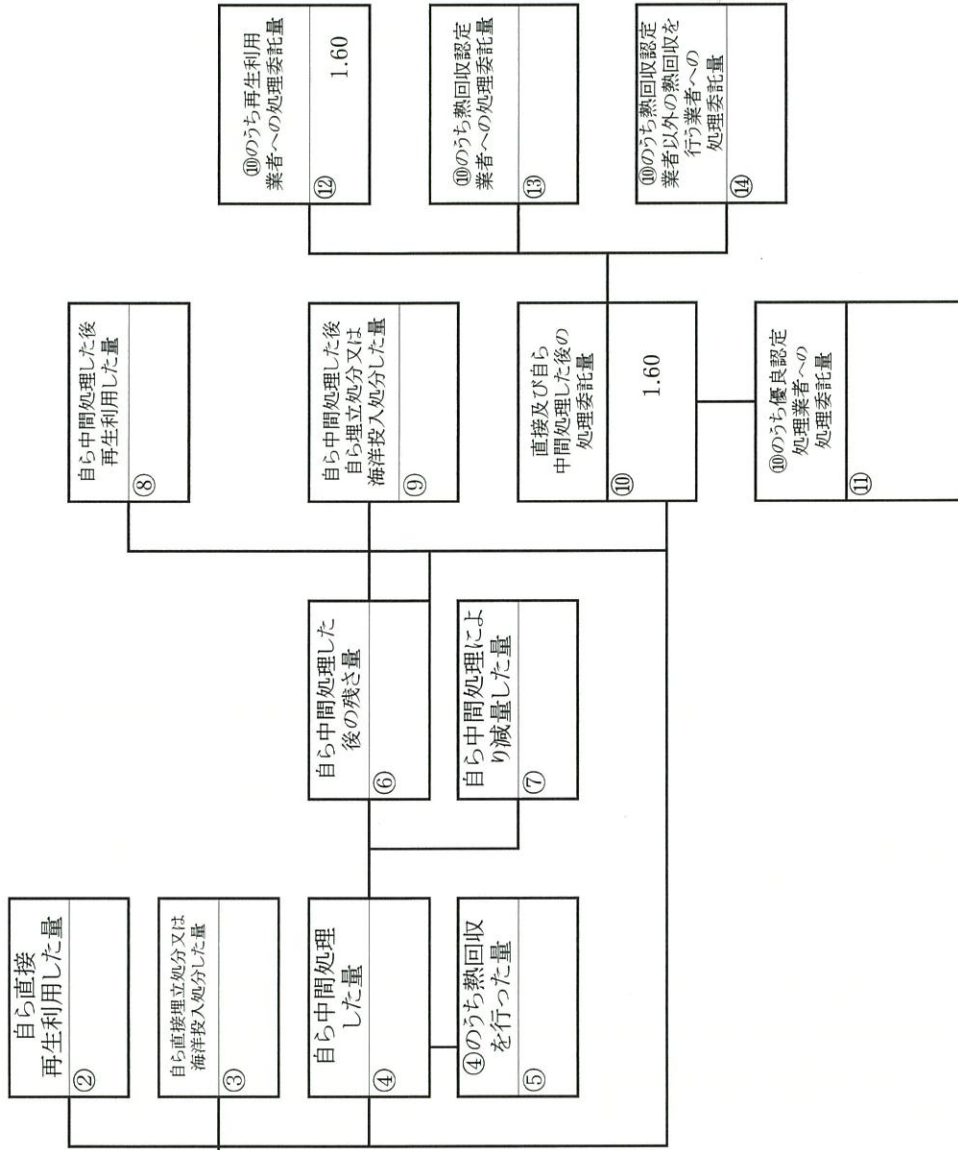 自ら直接
再生利用した量
②
自ら直接埋立処分又は
海洋投入処分した量
③
自ら中間処理
した量
④
④のうち熱回収
を行った量
⑤
自ら中間処理した
後の残さ量
⑥
自ら中間処理によ
り減量した量
⑦
自ら中間処理した後
再生利用した量
⑧
自ら中間処理した後
自ら埋立処分又は
海洋投入処分した量
⑨
直接及び自ら
中間処理した後の
処理委託量
⑩
1.60
⑩のうち優良認定
処理業者への
処理委託量
⑪
⑩のうち再生利用
業者への処理委託量
⑫
1.60
⑩のうち熱回収認定
業者への処理委託量
⑬
⑩のうち熱回収認定
業者以外の熱回収を
行う業者への
処理委託量
⑭